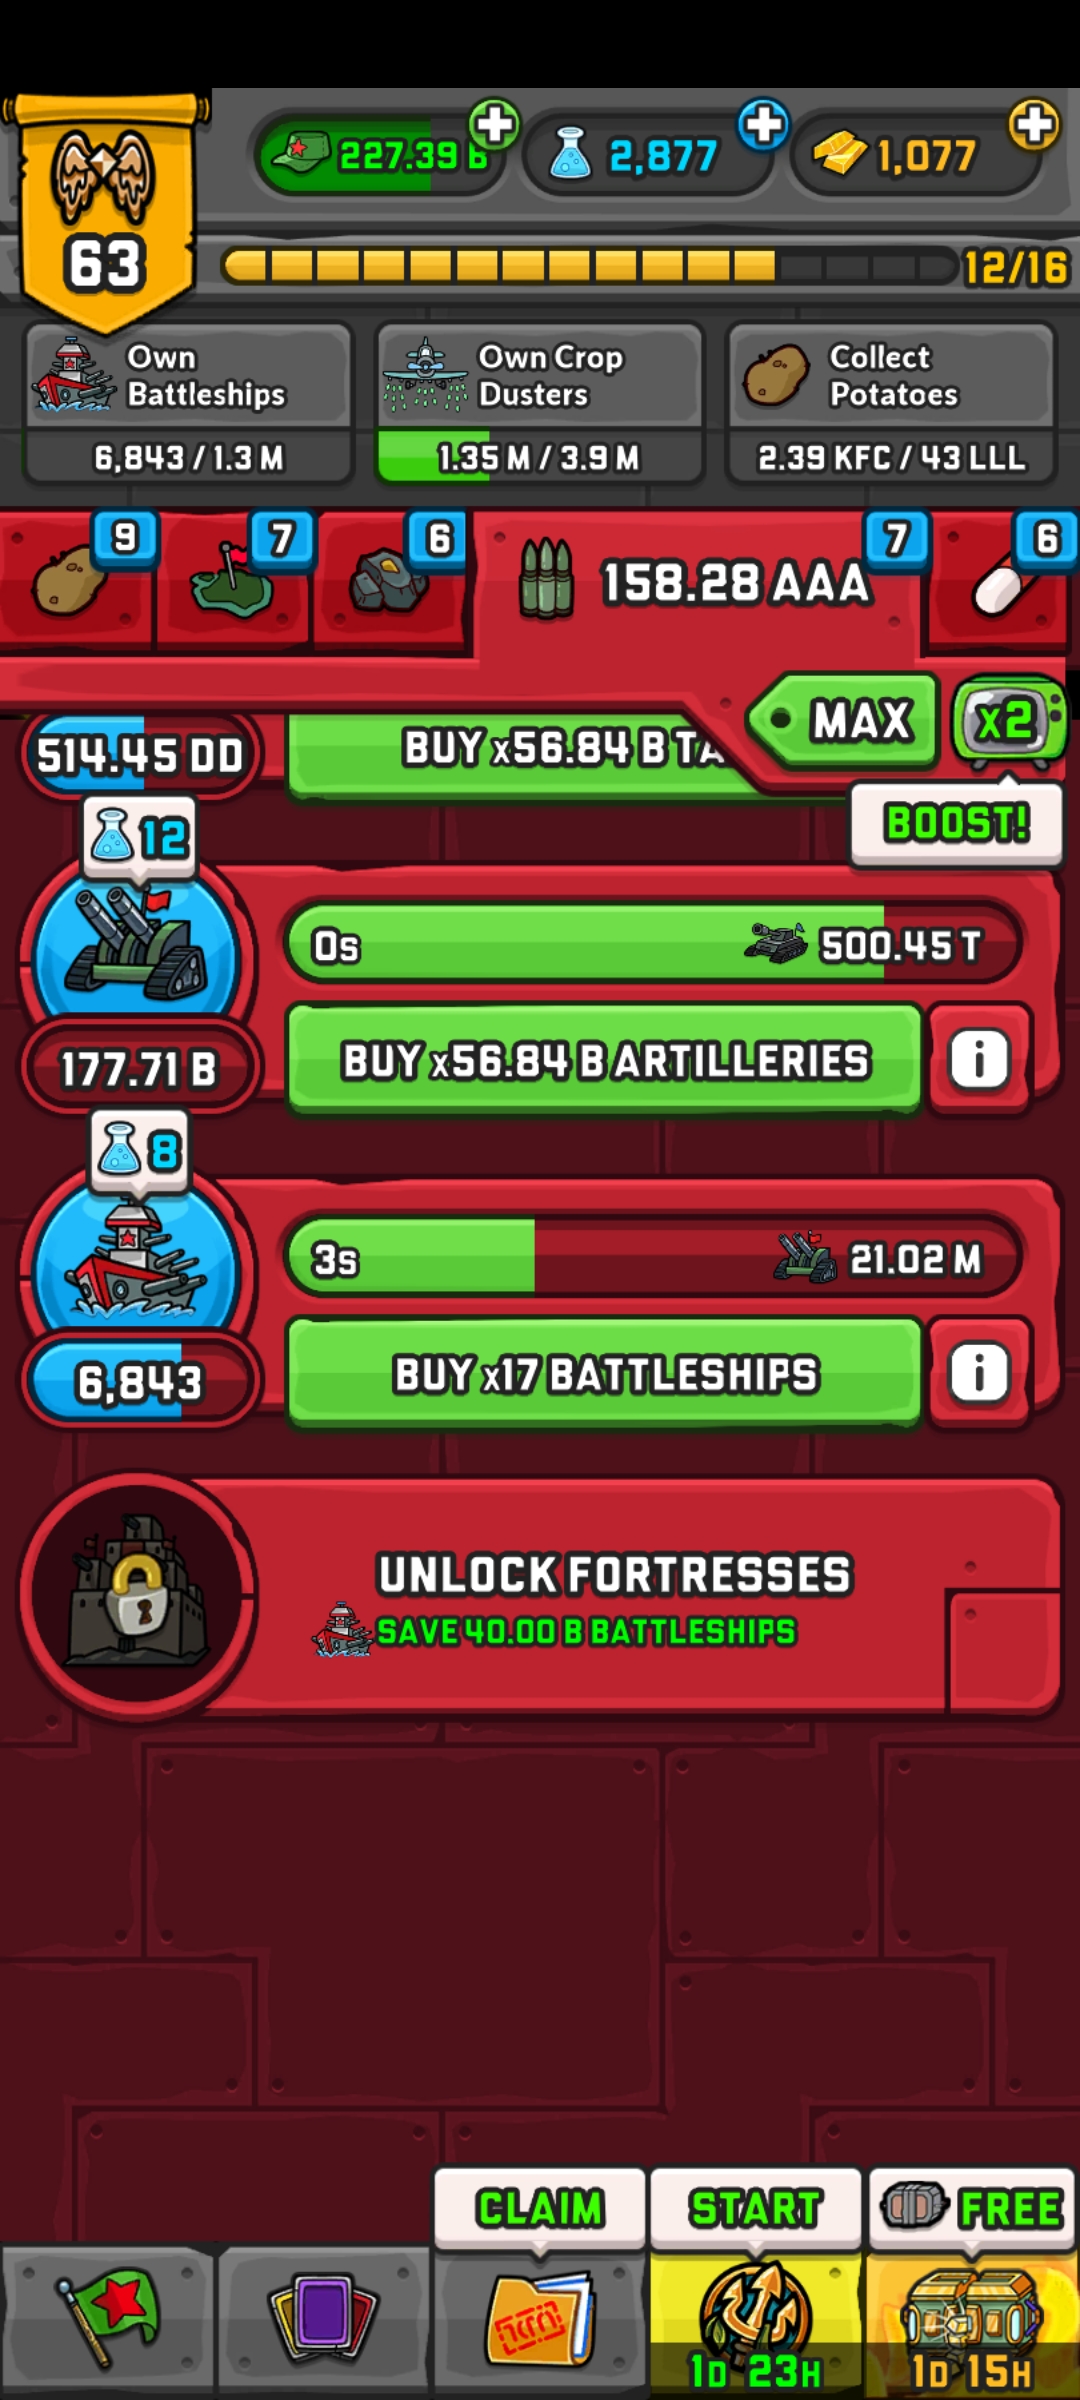 63
227.39 B
2,877
1,077
12/16
Own Battleships
6,843 / 1.3 M
Own Crop Dusters
1.35 M / 3.9 M
Collect Potatoes
2.39 KFC / 43 LLL
9
7
6
158.28 AAA
7
6
MAX
x2
BOOST!
514.45 DD
BUY x56.84 B TA
12
0s
500.45 T
177.71 B
BUY x56.84 B ARTILLERIES
i
8
3s
21.02 M
6,843
BUY x17 BATTLESHIPS
i
UNLOCK FORTRESSES
SAVE 40.00 B BATTLESHIPS
CLAIM
START
FREE
1D 23H
1D 15H